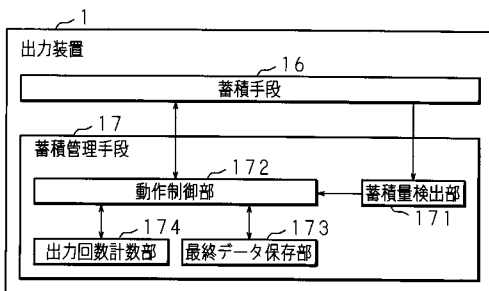 1
出力装置
16
蓄積手段
17
蓄積管理手段
172
動作制御部
蓄積量検出部
171
174
173
出力回数計数部
最終データ保存部